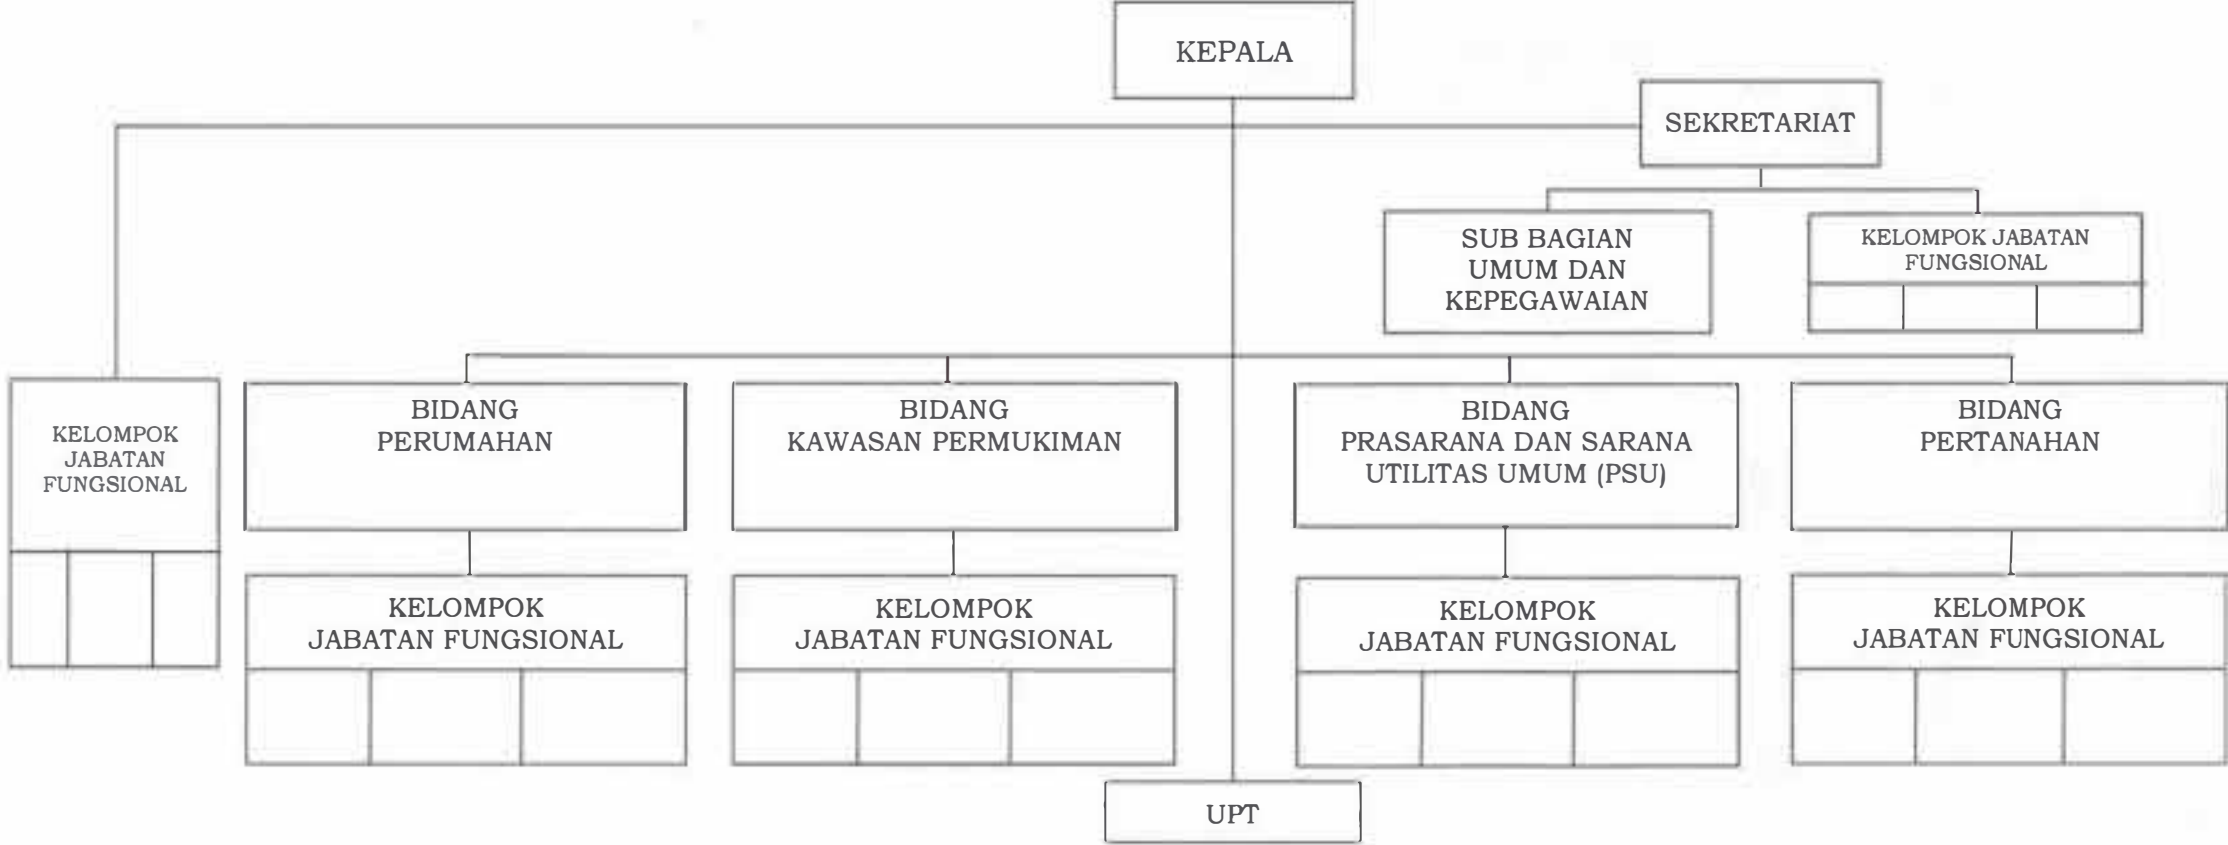 KEPALA
SEKRETARIAT
SUB BAGIAN
UMUM DAN
KEPEGAWAIAN
KELOMPOK JABATAN
FUNGSIONAL
KELOMPOK
JABATAN
FUNGSIONAL
BIDANG
PERUMAHAN
BIDANG
KAWASAN PERMUKIMAN
BIDANG
PRASARANA DAN SARANA
UTILITAS UMUM (PSU)
BIDANG
PERTANAHAN
KELOMPOK
JABATAN FUNGSIONAL
KELOMPOK
JABATAN FUNGSIONAL
KELOMPOK
JABATAN FUNGSIONAL
KELOMPOK
JABATAN FUNGSIONAL
UPT